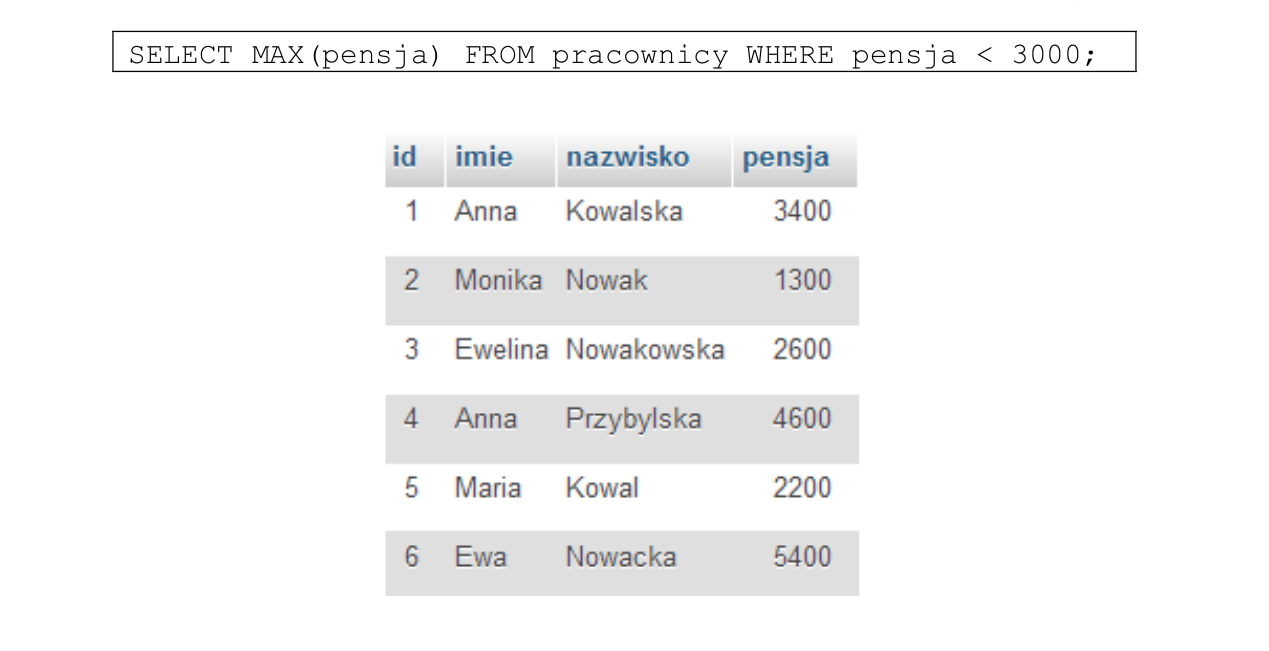 SELECT MAX(pensja) FROM pracownicy WHERE pensja < 3000;
id imie nazwisko pensja
1 Anna Kowalska 3400
2 Monika Nowak 1300
3 Ewelina Nowakowska 2600
4 Anna Przybylska 4600
5 Maria Kowal 2200
6 Ewa Nowacka 5400